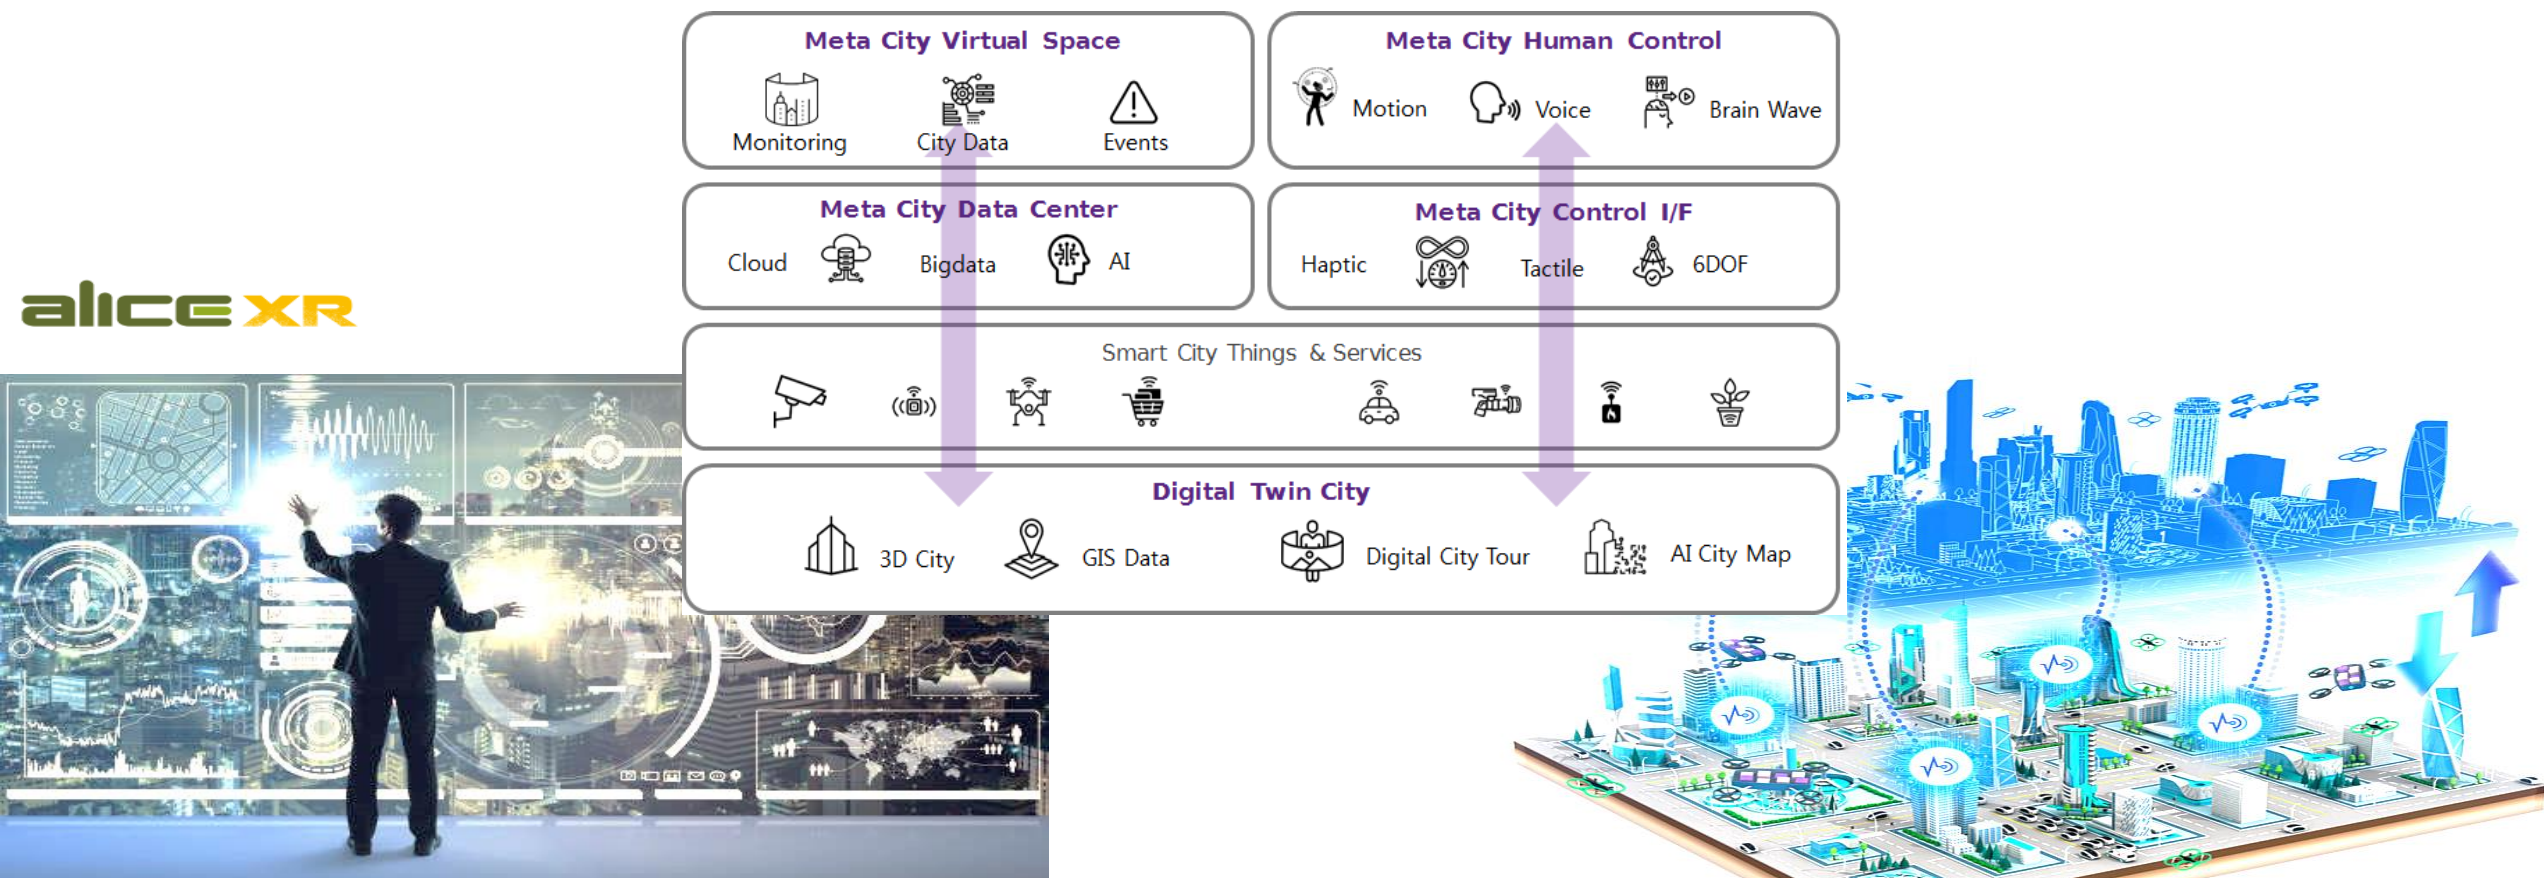 Meta City Virtual Space
Monitoring
City Data
Events
Meta City Human Control
Motion
Voice
Brain Wave
Meta City Data Center
Cloud
Bigdata
AI
Meta City Control I/F
Haptic
Tactile
6DOF
alice XR
Smart City Things & Services
Digital Twin City
3D City
GIS Data
Digital City Tour
AI City Map